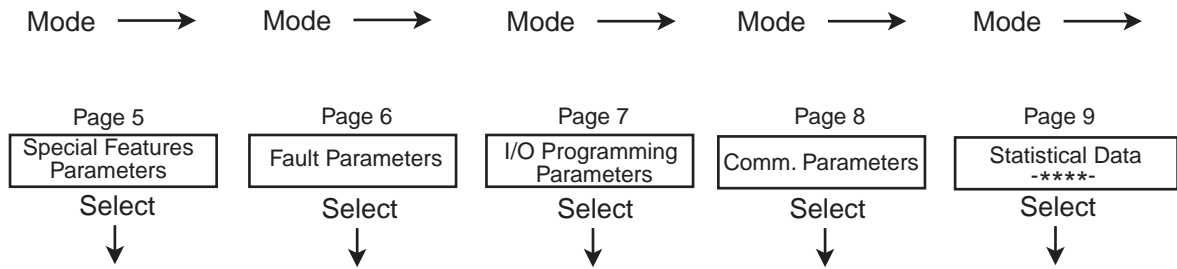 Mode Mode Mode Mode Mode
Page 5 Page 6 Page 7 Page 8 Page 9
Special Features
Parameters
Fault Parameters
I/O Programming
Parameters
Comm. Parameters
Statistical Data
-****-
Select Select Select Select Select